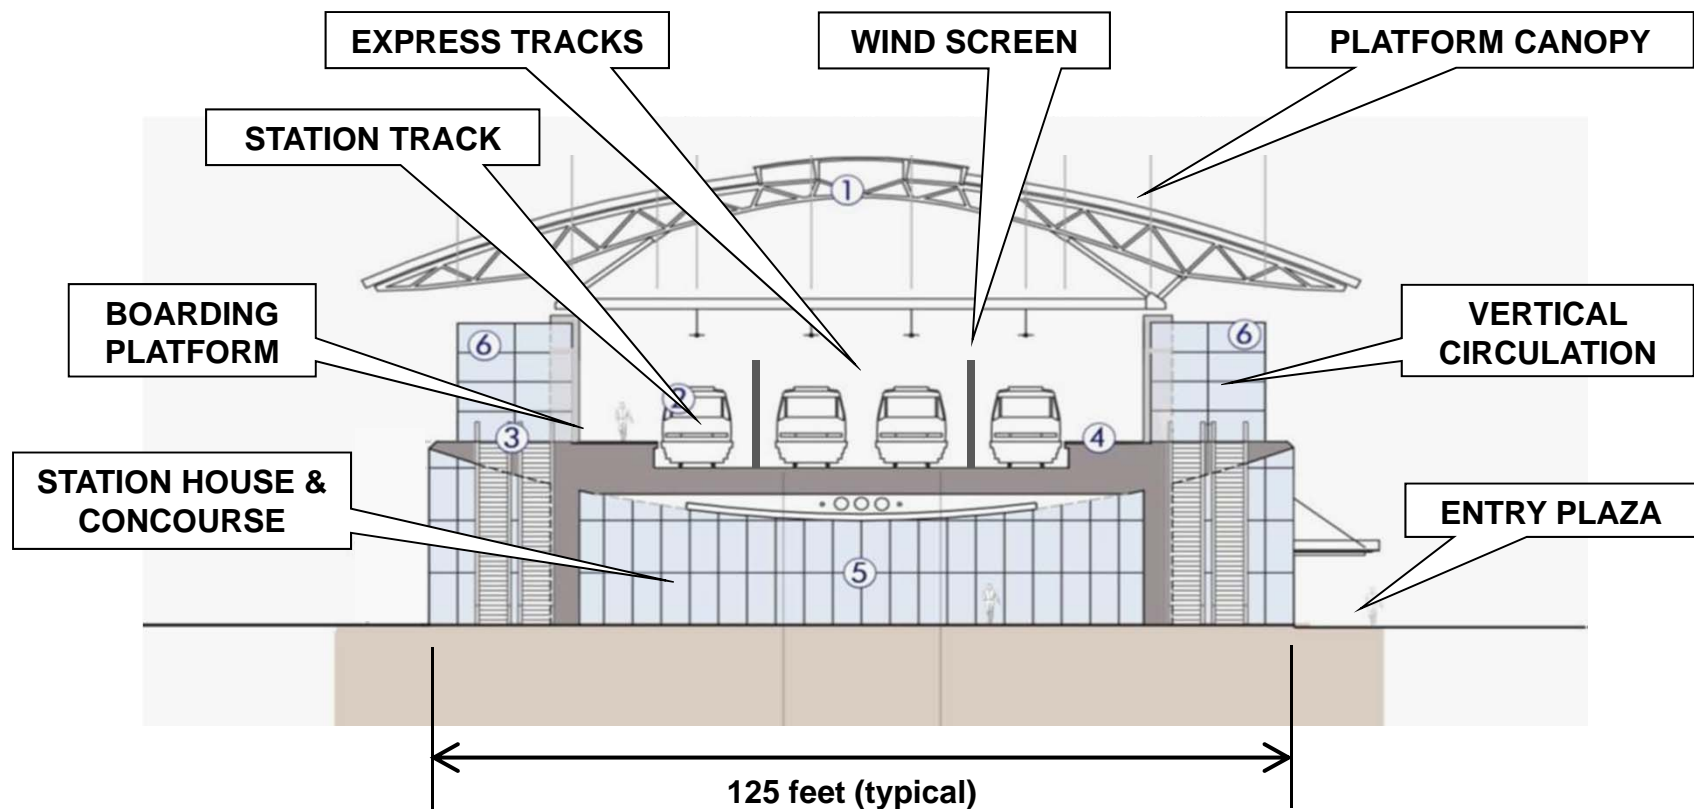 EXPRESS TRACKS
WIND SCREEN
PLATFORM CANOPY
STATION TRACK
1
BOARDING
PLATFORM
6
6
VERTICAL
CIRCULATION
2
3
4
STATION HOUSE &
CONCOURSE
ENTRY PLAZA
5
125 feet (typical)